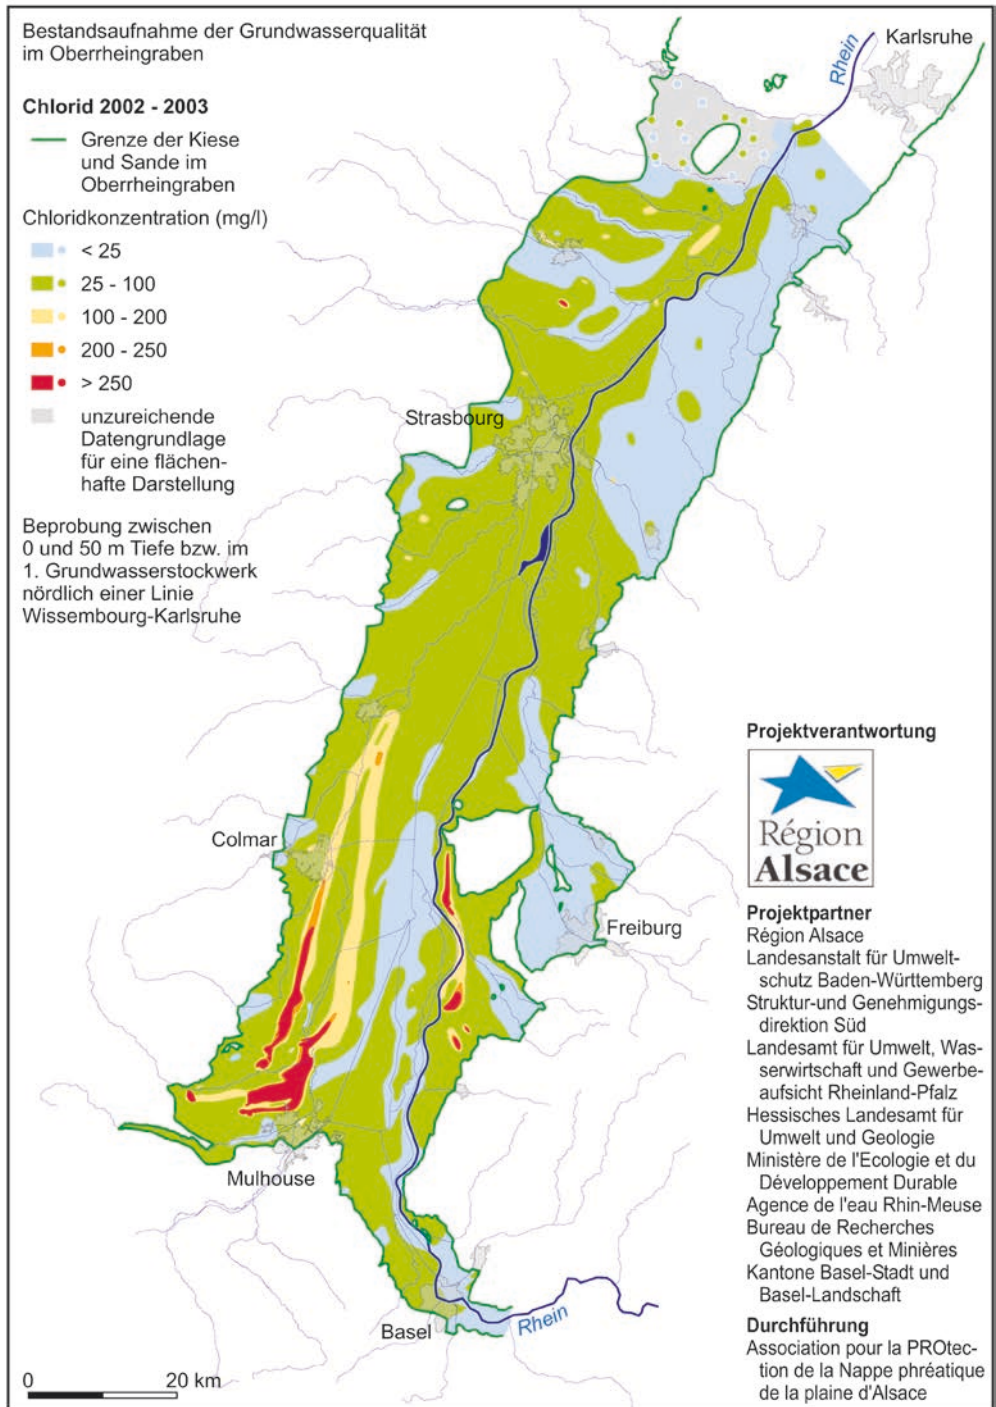 Bestandsaufnahme der Grundwasserqualität
im Oberrheingraben
Chlorid 2002 - 2003
Grenze der Kiese
und Sande im
Oberrheingraben
Chloridkonzentration (mg/l)
< 25
25 - 100
100 - 200
200 - 250
> 250
unzureichende
Datengrundlage
für eine flächen-
hafte Darstellung
Beprobung zwischen
0 und 50 m Tiefe bzw. im
1. Grundwasserstockwerk
nördlich einer Linie
Wissembourg-Karlsruhe
Karlsruhe
Rhein
Strasbourg
Colmar
Freiburg
Mulhouse
Basel
Rhein
0 20 km
Projektverantwortung
Région
Alsace
Projektpartner
Région Alsace
Landesanstalt für Umwelt-
schutz Baden-Württemberg
Struktur-und Genehmigungs-
direktion Süd
Landesamt für Umwelt, Was-
serwirtschaft und Gewerbe-
aufsicht Rheinland-Pfalz
Hessisches Landesamt für
Umwelt und Geologie
Ministère de l'Ecologie et du
Développement Durable
Agence de l'eau Rhin-Meuse
Bureau de Recherches
Géologiques et Minières
Kantone Basel-Stadt und
Basel-Landschaft
Durchführung
Association pour la PROtec-
tion de la Nappe phréatique
de la plaine d'Alsace